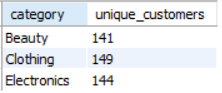 category unique_customers
Beauty 141
Clothing 149
Electronics 144